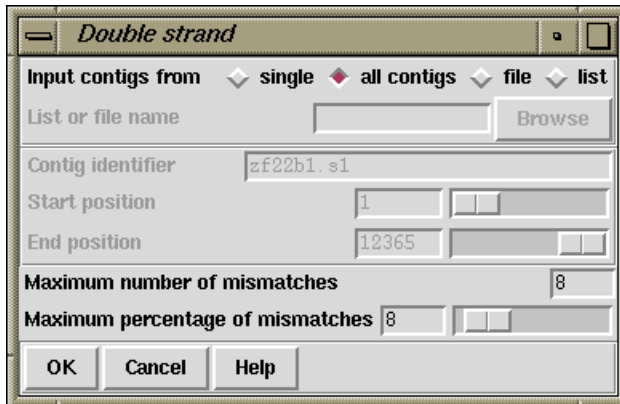 Double strand
Input contigs from single all contigs file list
List or file name Browse
Contig identifier zf22b1.s1
Start position 1
End position 12365
Maximum number of mismatches 8
Maximum percentage of mismatches 8
OK Cancel Help